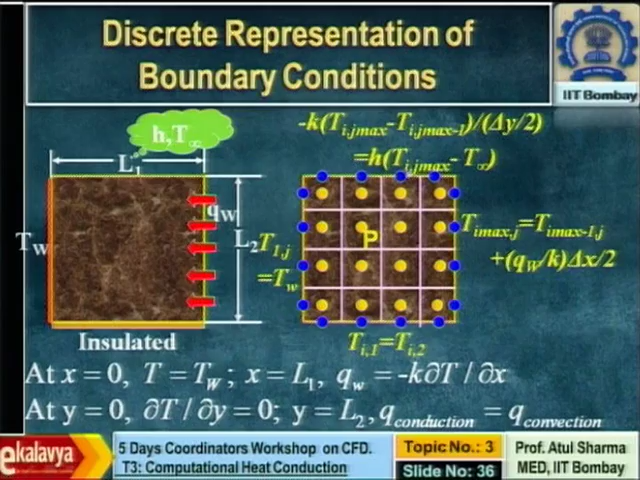 Discrete Representation of
Boundary Conditions
IIT Bombay
h,T∞
-k(Ti,jmax-Ti,jmax-1)/(Δy/2)
=h(Ti,jmax- T∞)
L1
TW
qW
L2
T1,j
=Tw
P
Timax,j=Timax-1,j
+(qW/k)Δx/2
Insulated
Ti,1=Ti,2
At x = 0, T = TW ; x = L1, qw = -k∂T / ∂x
At y = 0, ∂T / ∂y = 0; y = L2, qconduction = qconvection
ekalavya
5 Days Coordinators Workshop on CFD.
T3: Computational Heat Conduction
Topic No.: 3
Slide No: 36
Prof. Atul Sharma
MED, IIT Bombay